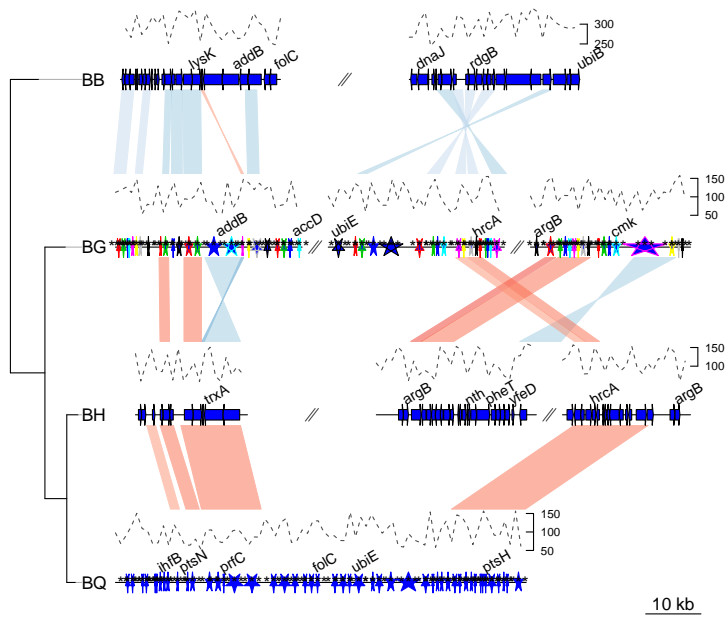 300
250
BB
lysK
addB
folC
//
dnaJ
rdgB
ubiB
150
100
50
BG
addB
accD
//
ubiE
hrcA
//
argB
cmk
150
100
BH
trxA
//
argB
nth
pheT
yfeD
//
hrcA
argB
150
100
50
BQ
ihfB
ptsN
prfC
folC
ubiE
ptsH
10 kb